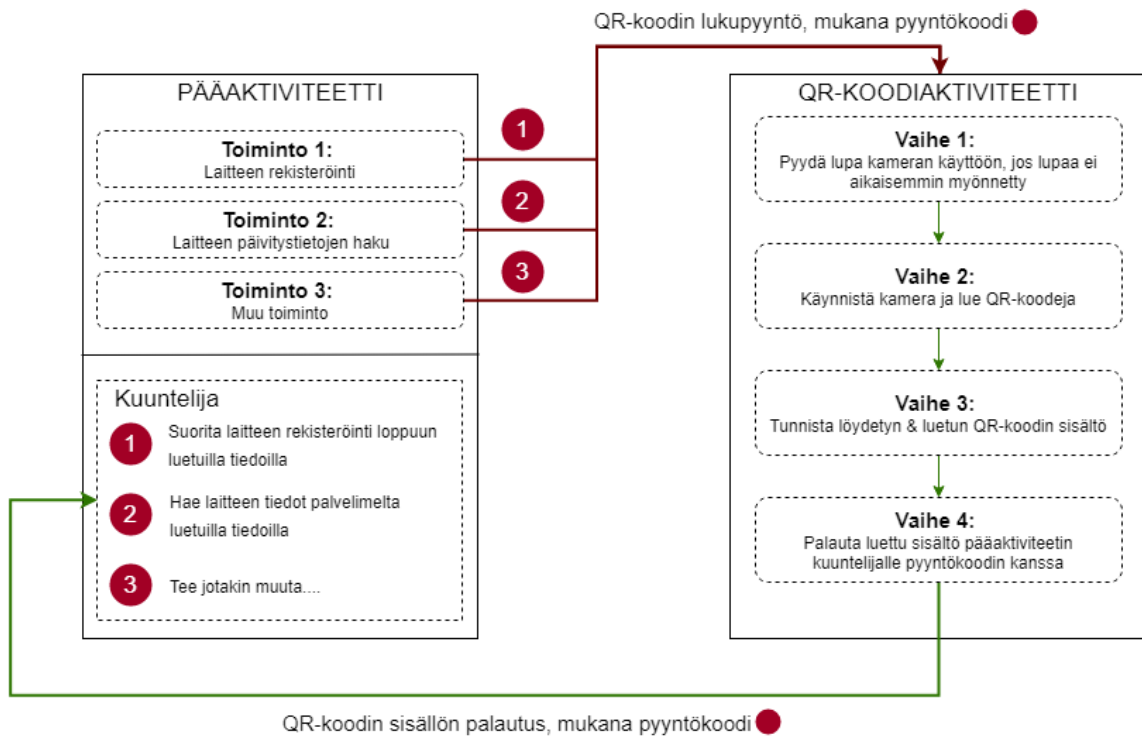 QR-koodin lukupyyntö, mukana pyyntökoodi
PÄÄAKTIVITEETTI
Toiminto 1:
Laitteen rekisteröinti
1
Toiminto 2:
Laitteen päivitystietojen haku
2
Toiminto 3:
Muu toiminto
3
Kuuntelija
1
Suorita laitteen rekisteröinti loppuun
luetuilla tiedoilla
2
Hae laitteen tiedot palvelimelta
luetuilla tiedoilla
3
Tee jotakin muuta....
QR-KOODIAKTIVITEETTI
Vaihe 1:
Pyydä lupa kameran käyttöön, jos lupaa ei
aikaisemmin myönnetty
Vaihe 2:
Käynnistä kamera ja lue QR-koodeja
Vaihe 3:
Tunnista löydetyn & luetun QR-koodin sisältö
Vaihe 4:
Palauta luettu sisältö pääaktiviteetin
kuuntelijalle pyyntökoodin kanssa
QR-koodin sisällön palautus, mukana pyyntökoodi